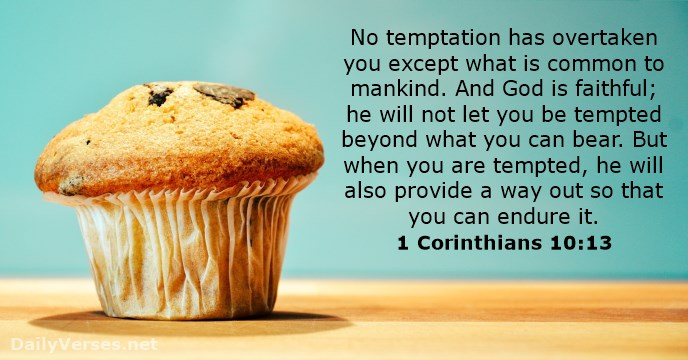 No temptation has overtaken
you except what is common to
mankind. And God is faithful;
he will not let you be tempted
beyond what you can bear. But
when you are tempted, he will
also provide a way out so that
you can endure it.
1 Corinthians 10:13
DailyVerses.net